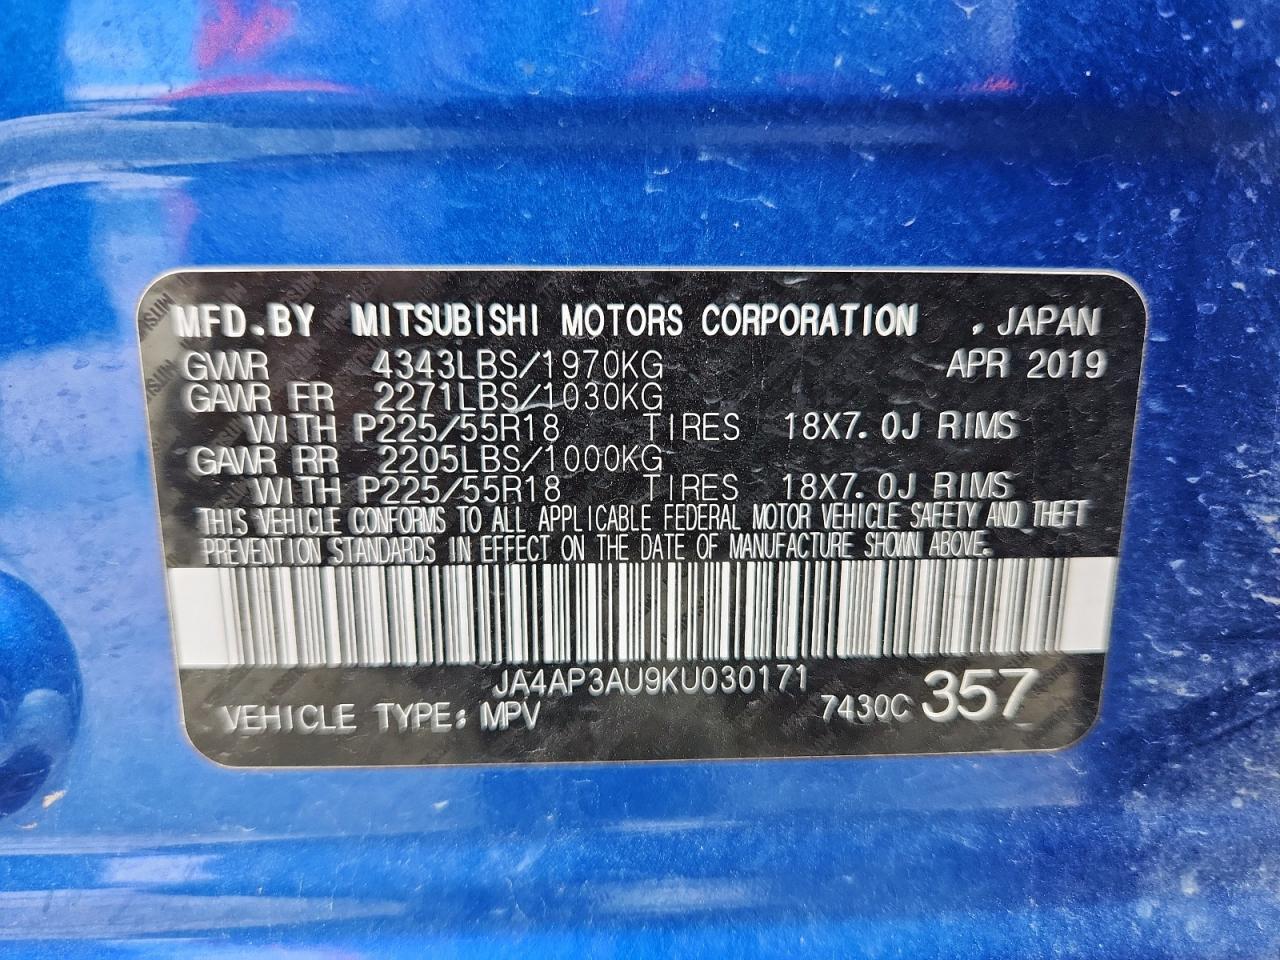 MFD.BY MITSUBISHI MOTORS CORPORATION , JAPAN
GVWR 4343LBS/1970KG APR 2019
GAWR FR 2271LBS/1030KG
WITH P225/55R18 TIRES 18X7.0J RIMS
GAWR RR 2205LBS/1000KG
WITH P225/55R18 TIRES 18X7.0J RIMS
THIS VEHICLE CONFORMS TO ALL APPLICABLE FEDERAL MOTOR VEHICLE SAFETY AND THEFT
PREVENTION STANDARDS IN EFFECT ON THE DATE OF MANUFACTURE SHOWN ABOVE.
JA4AP3AU9KU030171
VEHICLE TYPE: MPV 7430C 357